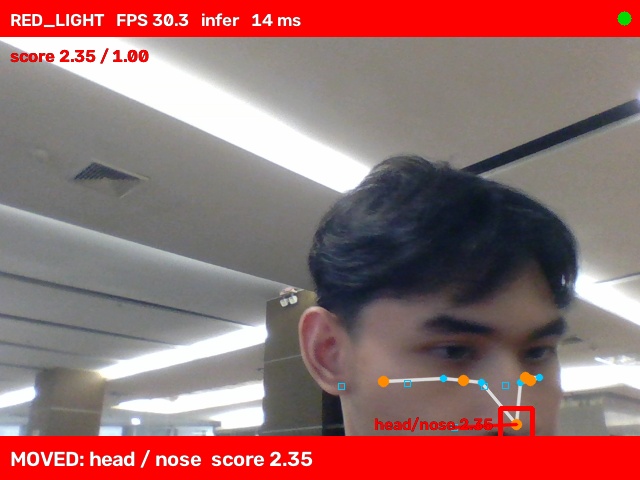 RED_LIGHT FPS 30.3 infer 14 ms
score 2.35 / 1.00
head/nose 2.35
MOVED: head / nose score 2.35